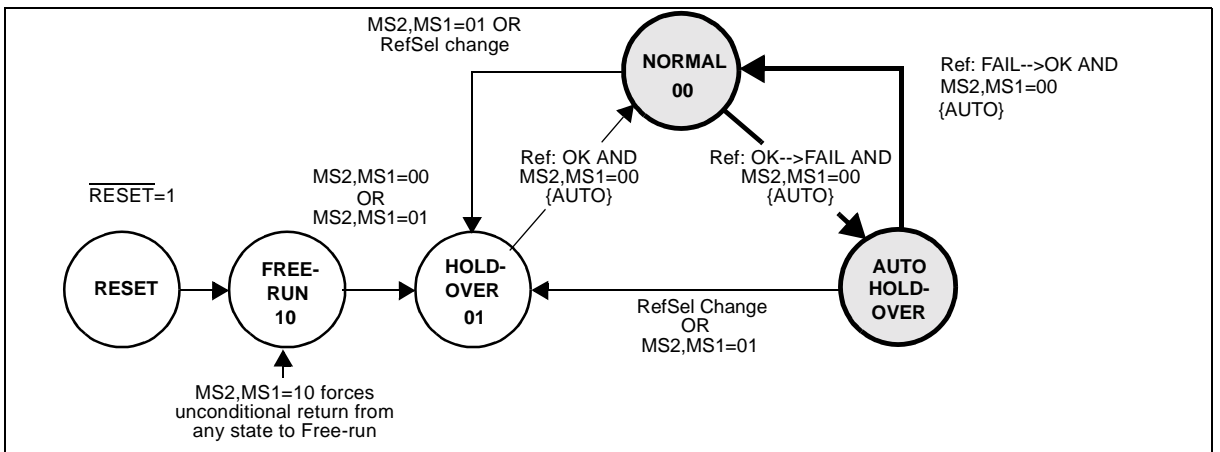 MS2,MS1=01 OR
RefSel change
NORMAL
00
Ref: FAIL-->OK AND
MS2,MS1=00
{AUTO}
Ref: OK AND
MS2,MS1=00
{AUTO}
Ref: OK-->FAIL AND
MS2,MS1=00
{AUTO}
RESET=1
MS2,MS1=00
OR
MS2,MS1=01
RESET
FREE-
RUN
10
HOLD-
OVER
01
AUTO
HOLD-
OVER
RefSel Change
OR
MS2,MS1=01
MS2,MS1=10 forces
unconditional return from
any state to Free-run